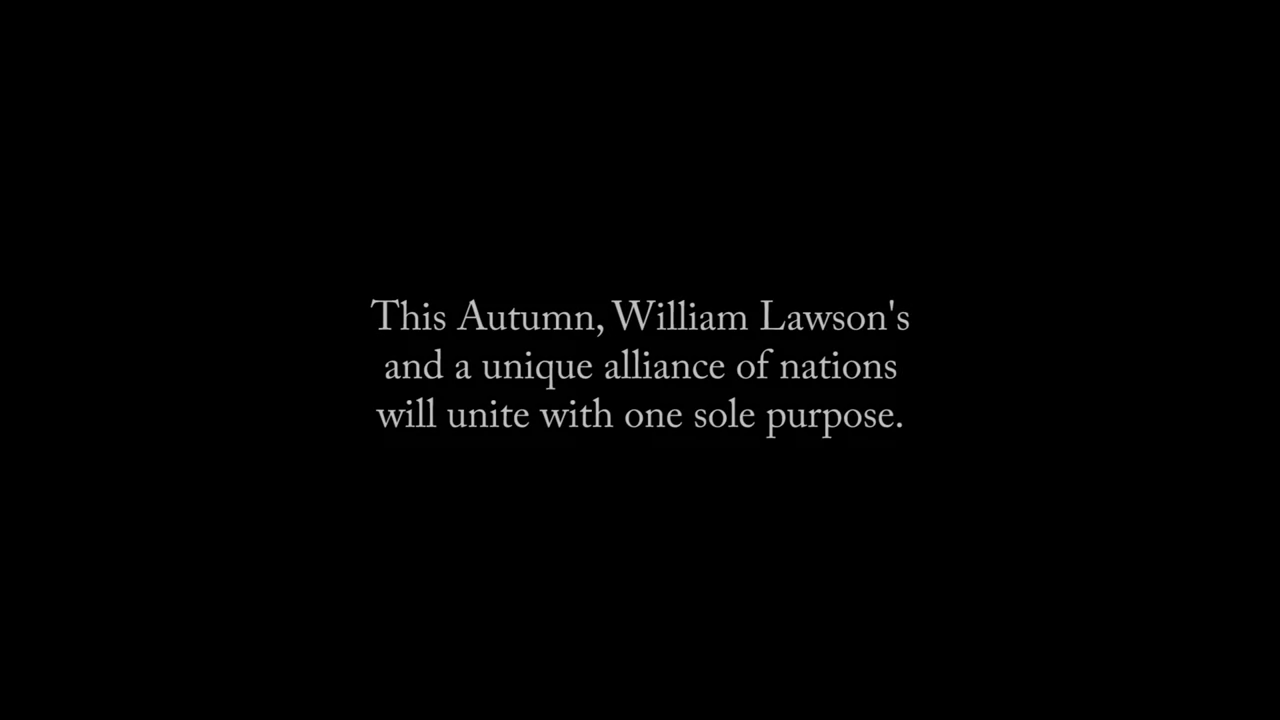 This Autumn, William Lawson's
and a unique alliance of nations
will unite with one sole purpose.